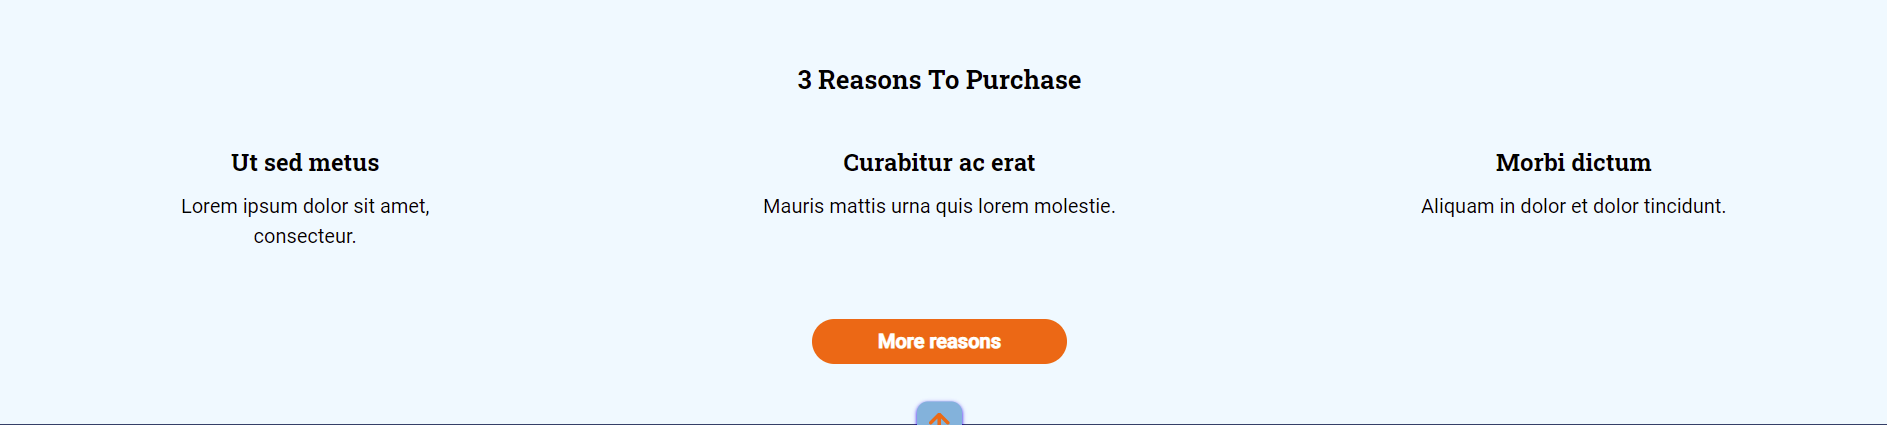 3 Reasons To Purchase
Ut sed metus
Lorem ipsum dolor sit amet,
consecteur.
Curabitur ac erat
Mauris mattis urna quis lorem molestie.
Morbi dictum
Aliquam in dolor et dolor tincidunt.
More reasons